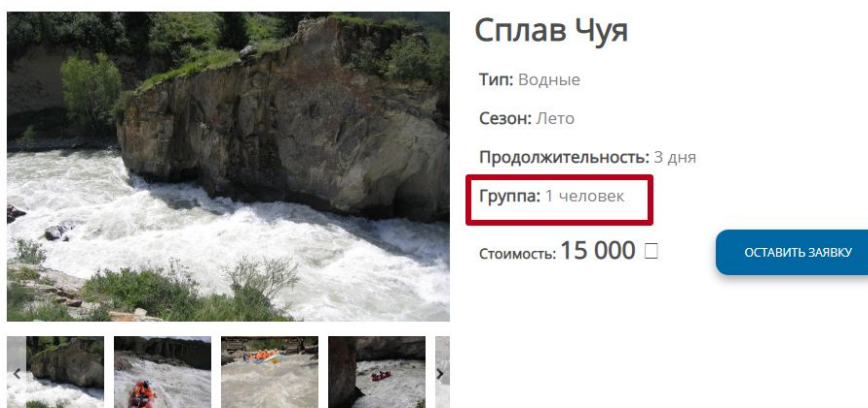 Сплав Чуя
Тип: Водные
Сезон: Лето
Продолжительность: 3 дня
Группа: 1 человек
Стоимость: 15 000 □
ОСТАВИТЬ ЗАЯВКУ